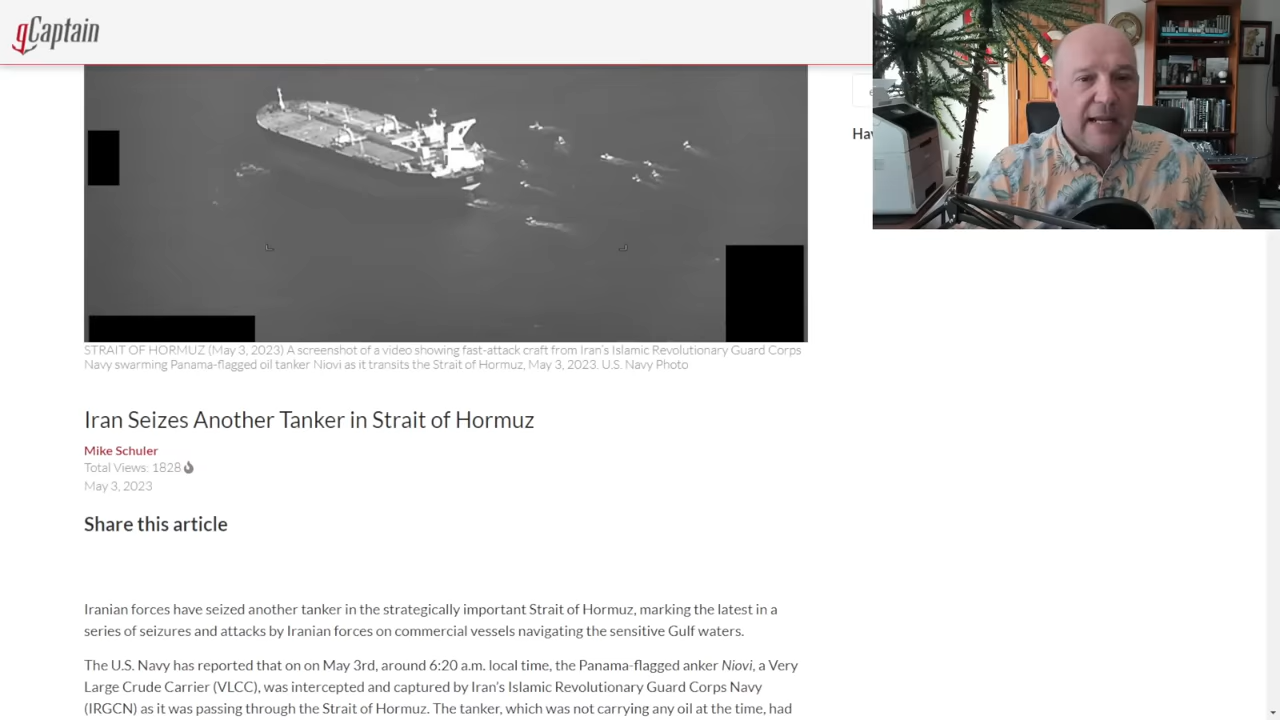 gCaptain
Hav
STRAIT OF HORMUZ (May 3, 2023) A screenshot of a video showing fast-attack craft from Iran's Islamic Revolutionary Guard Corps
Navy swarming Panama-flagged oil tanker Niovi as it transits the Strait of Hormuz, May 3, 2023. U.S. Navy Photo
Iran Seizes Another Tanker in Strait of Hormuz
Mike Schuler
Total Views: 1828
May 3, 2023
Share this article
Iranian forces have seized another tanker in the strategically important Strait of Hormuz, marking the latest in a
series of seizures and attacks by Iranian forces on commercial vessels navigating the sensitive Gulf waters.
The U.S. Navy has reported that on on May 3rd, around 6:20 a.m. local time, the Panama-flagged anker Niovi, a Very
Large Crude Carrier (VLCC), was intercepted and captured by Iran's Islamic Revolutionary Guard Corps Navy
(IRGCN) as it was passing through the Strait of Hormuz. The tanker, which was not carrying any oil at the time, had